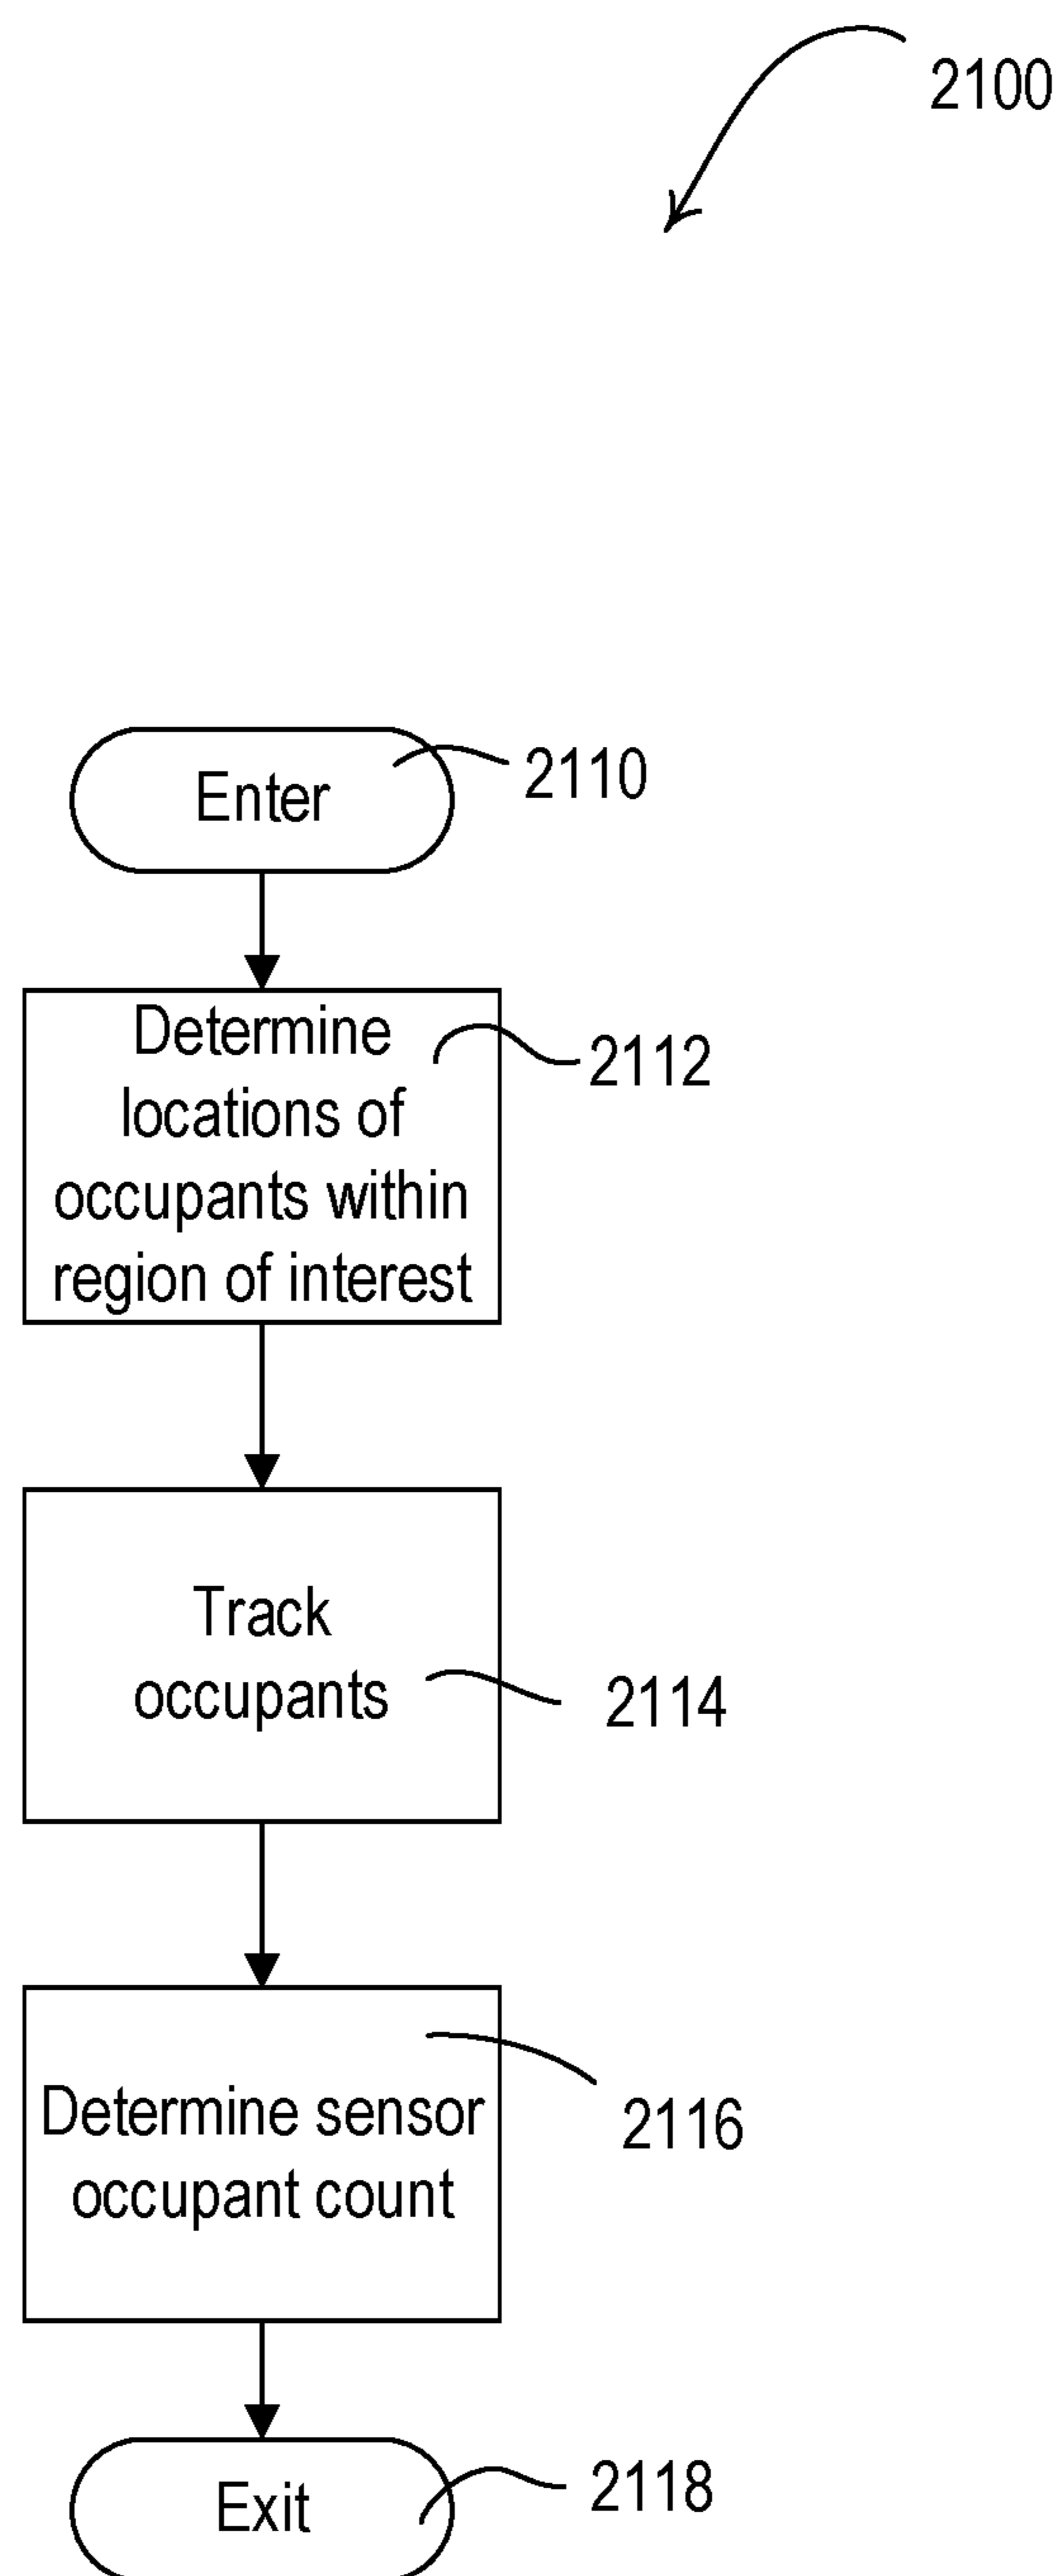 2100
Enter
2110
Determine
locations of
occupants within
region of interest
2112
Track
occupants
2114
Determine sensor
occupant count
2116
Exit
2118